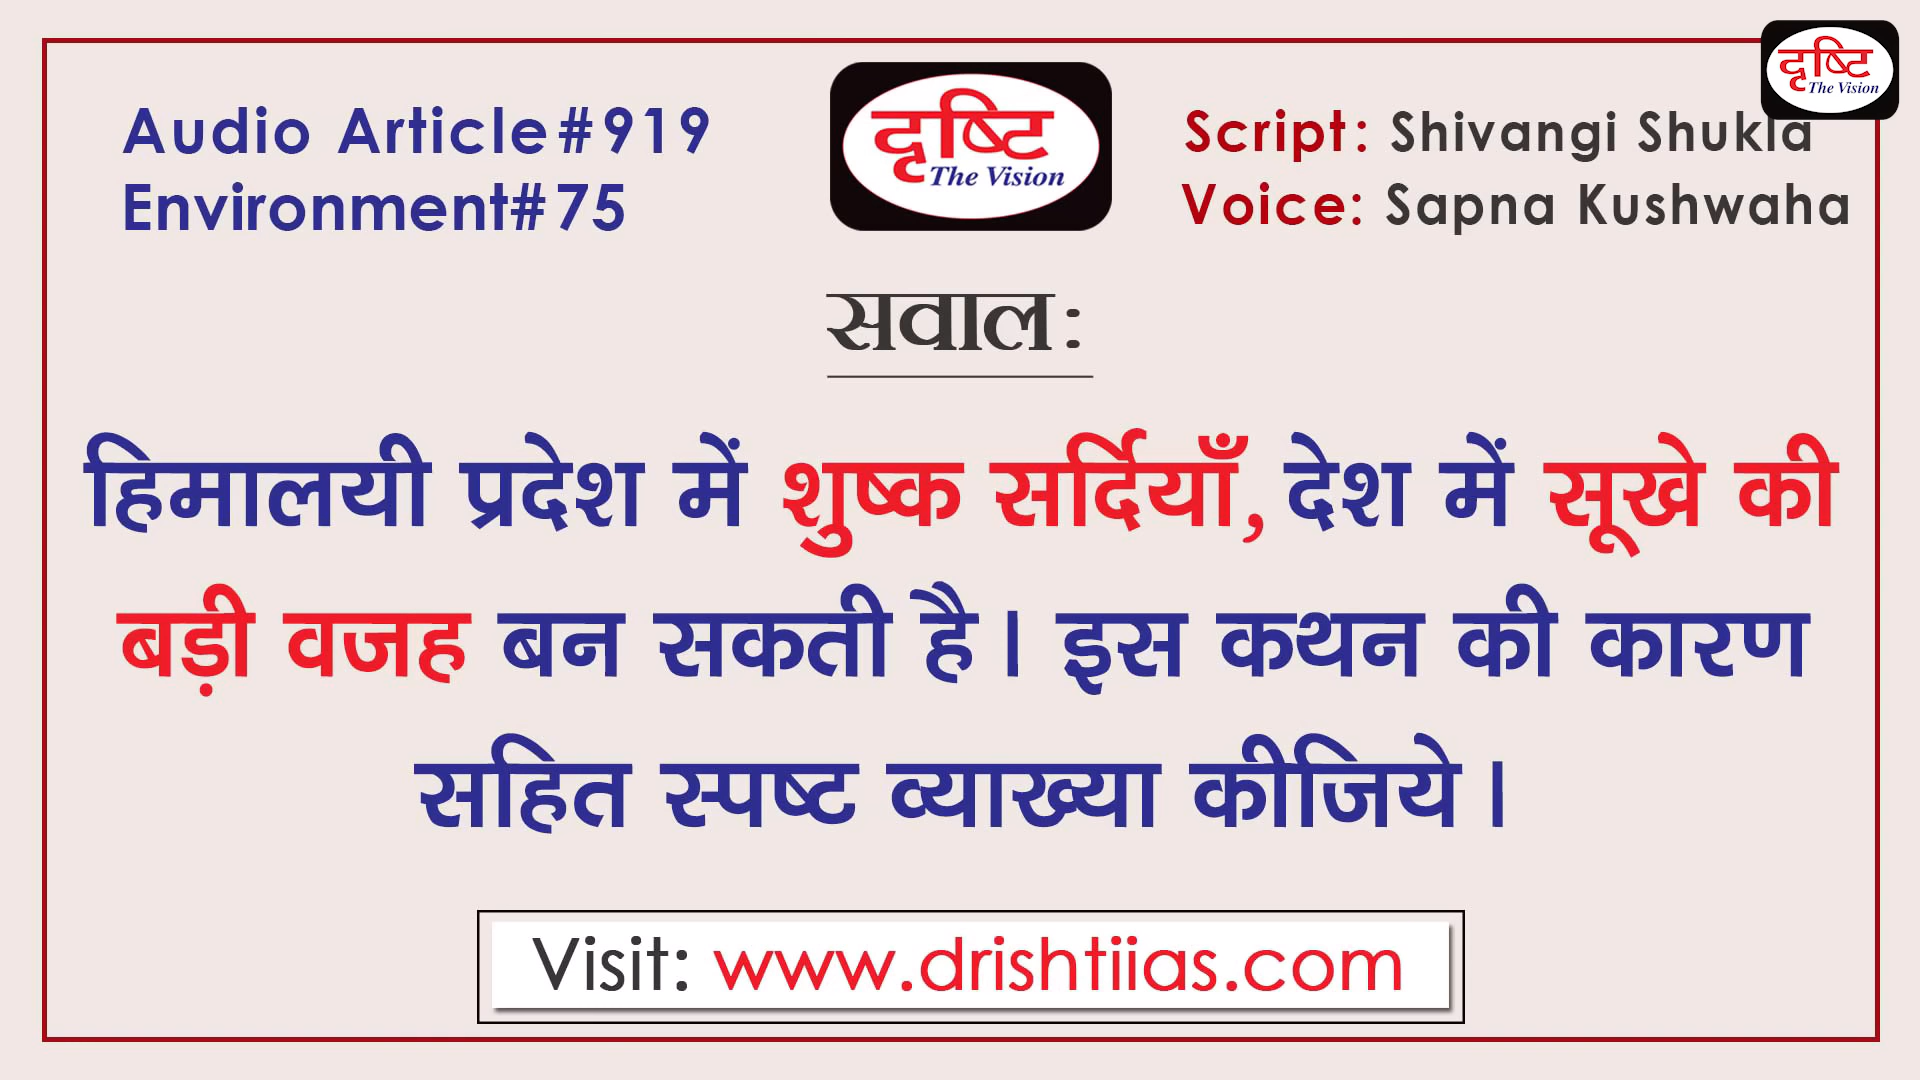 Audio Article#919
Environment#75
दृष्टि
The Vision
Script: Shivangi Shukla
Voice: Sapna Kushwaha
दृष्टि
The Vision
सवाल:
हिमालयी प्रदेश में शुष्क सर्दियाँ, देश में सूखे की
बड़ी वजह बन सकती है। इस कथन की कारण
सहित स्पष्ट व्याख्या कीजिये।
Visit: www.drishtiias.com